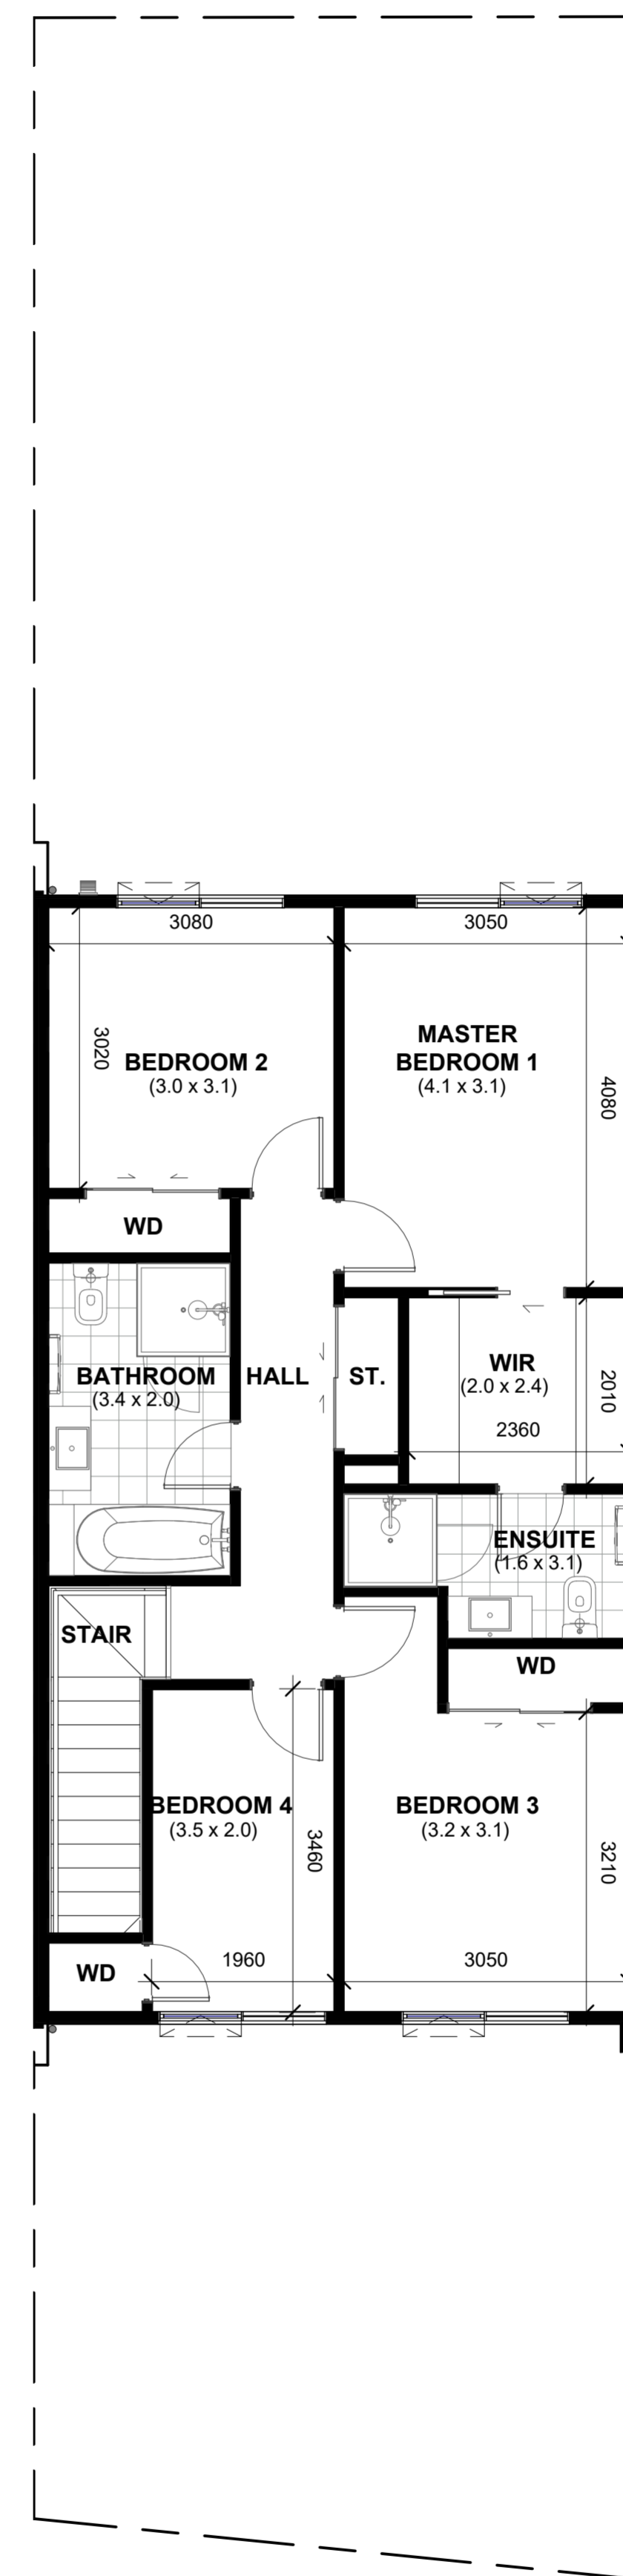 3080
3050
3020
MASTER
BEDROOM 2
BEDROOM 1
(3.0 x 3.1)
(4.1 x 3.1)
4080
WD
BATHROOM
(3.4 x 2.0)
HALL
ST.
WIR
(2.0 x 2.4)
2010
2360
ENSUITE
(1.6 x 3.1)
STAIR
WD
BEDROOM 4
(3.5 x 2.0)
BEDROOM 3
(3.2 x 3.1)
3460
3210
WD
1960
3050